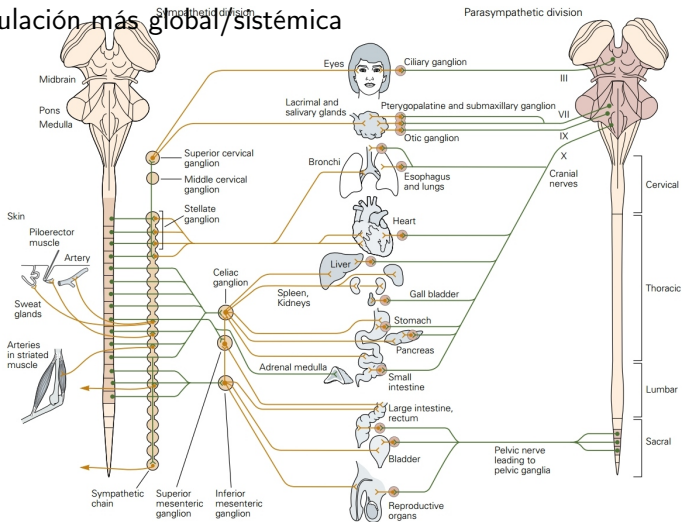 ulación más global/sistémica
Sympathetic division
Parasympathetic division
Midbrain
Pons
Medulla
Superior cervical
ganglion
Middle cervical
ganglion
Stellate
ganglion
Skin
Piloerector
muscle
Artery
Sweat
glands
Arteries
in striated
muscle
Sympathetic
chain
Superior
mesenteric
ganglion
Inferior
mesenteric
ganglion
Celiac
ganglion
Adrenal medulla
Eyes
Ciliary ganglion
Lacrimal and
salivary glands
Pterygopalatine and submaxillary ganglion
Otic ganglion
Bronchi
Esophagus
and lungs
Heart
Liver
Spleen,
Kidneys
Gall bladder
Stomach
Pancreas
Small
intestine
Large intestine,
rectum
Bladder
Reproductive
organs
III
VII
IX
X
Cranial
nerves
Pelvic nerve
leading to
pelvic ganglia
Cervical
Thoracic
Lumbar
Sacral